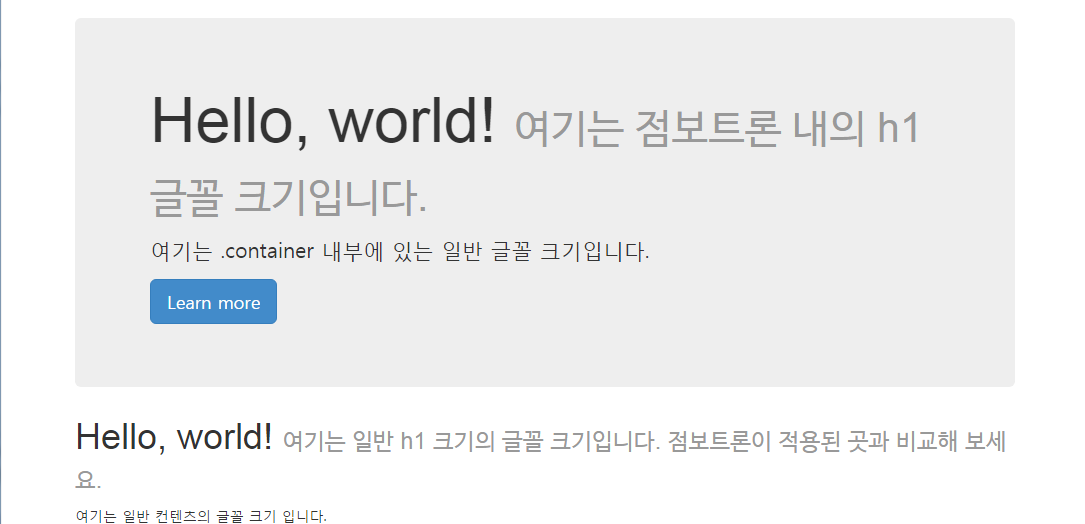 Hello, world! 여기는 점보트론 내의 h1
글꼴 크기입니다.
여기는 .container 내부에 있는 일반 글꼴 크기입니다.
Learn more
Hello, world! 여기는 일반 h1 크기의 글꼴 크기입니다. 점보트론이 적용된 곳과 비교해 보세
요.
여기는 일반 컨텐츠의 글꼴 크기 입니다.